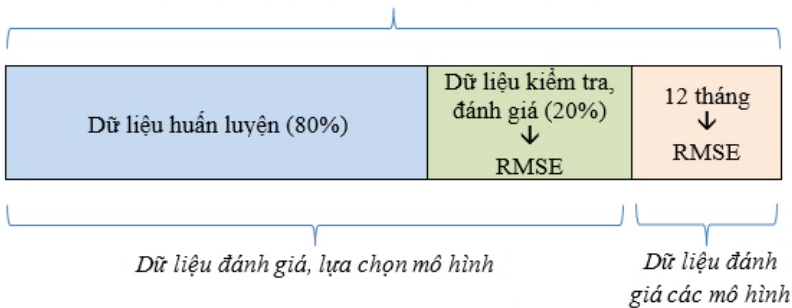 Dữ liệu huấn luyện (80%)
Dữ liệu kiểm tra,
đánh giá (20%)
RMSE
12 tháng
RMSE
Dữ liệu đánh giá, lựa chọn mô hình
Dữ liệu đánh
giá các mô hình